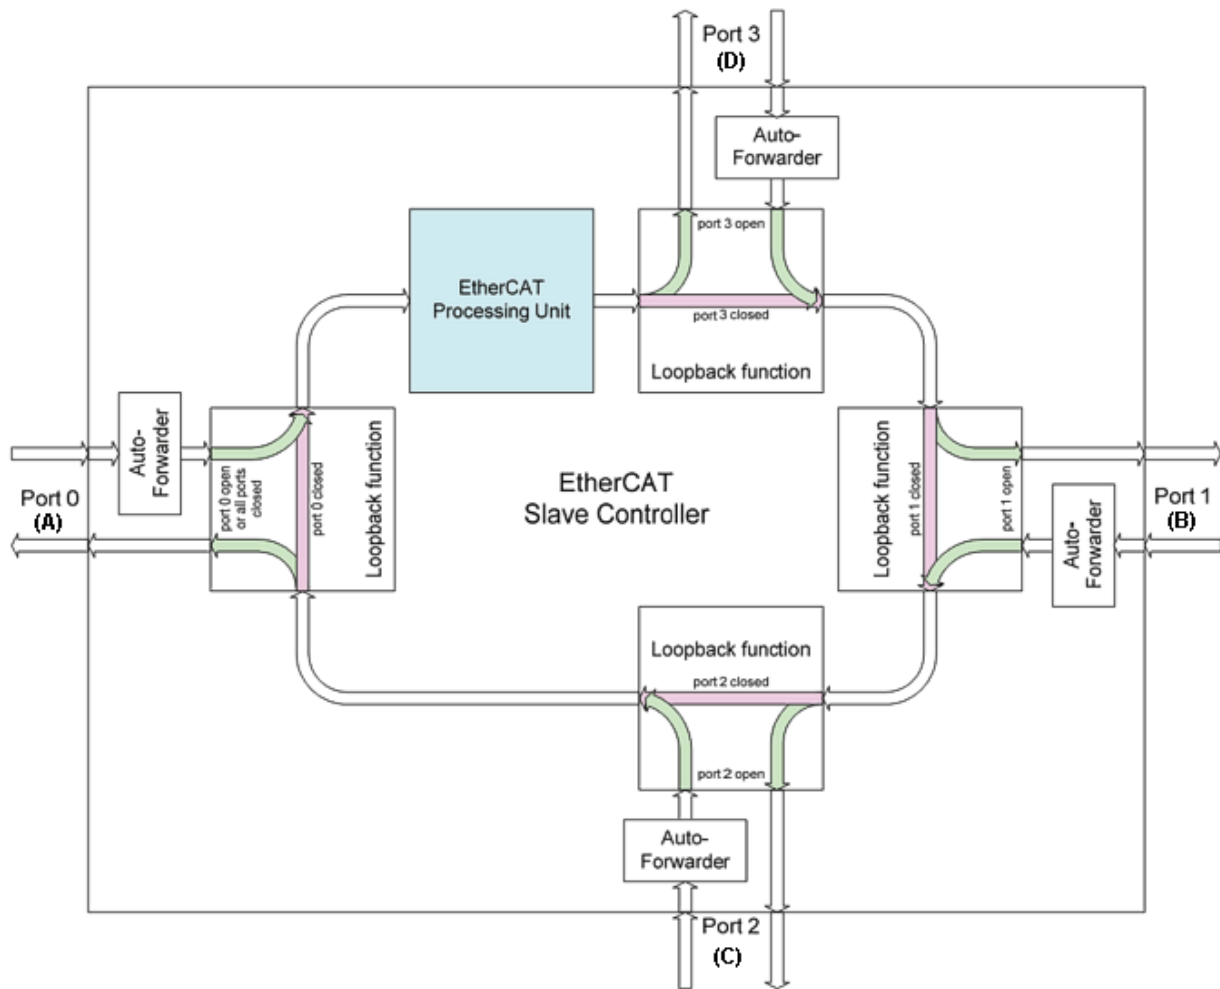 Port 3
(D)
Auto-
Forwarder
port 3 open
EtherCAT
Processing Unit
port 3 closed
Loopback function
Auto-
Forwarder
Port 0
(A)
port 0 open
or all ports
closed
port 0 closed
Loopback function
EtherCAT
Slave Controller
Loopback function
port 1 closed
port 1 open
Auto-
Forwarder
Port 1
(B)
Loopback function
port 2 closed
port 2 open
Auto-
Forwarder
Port 2
(C)